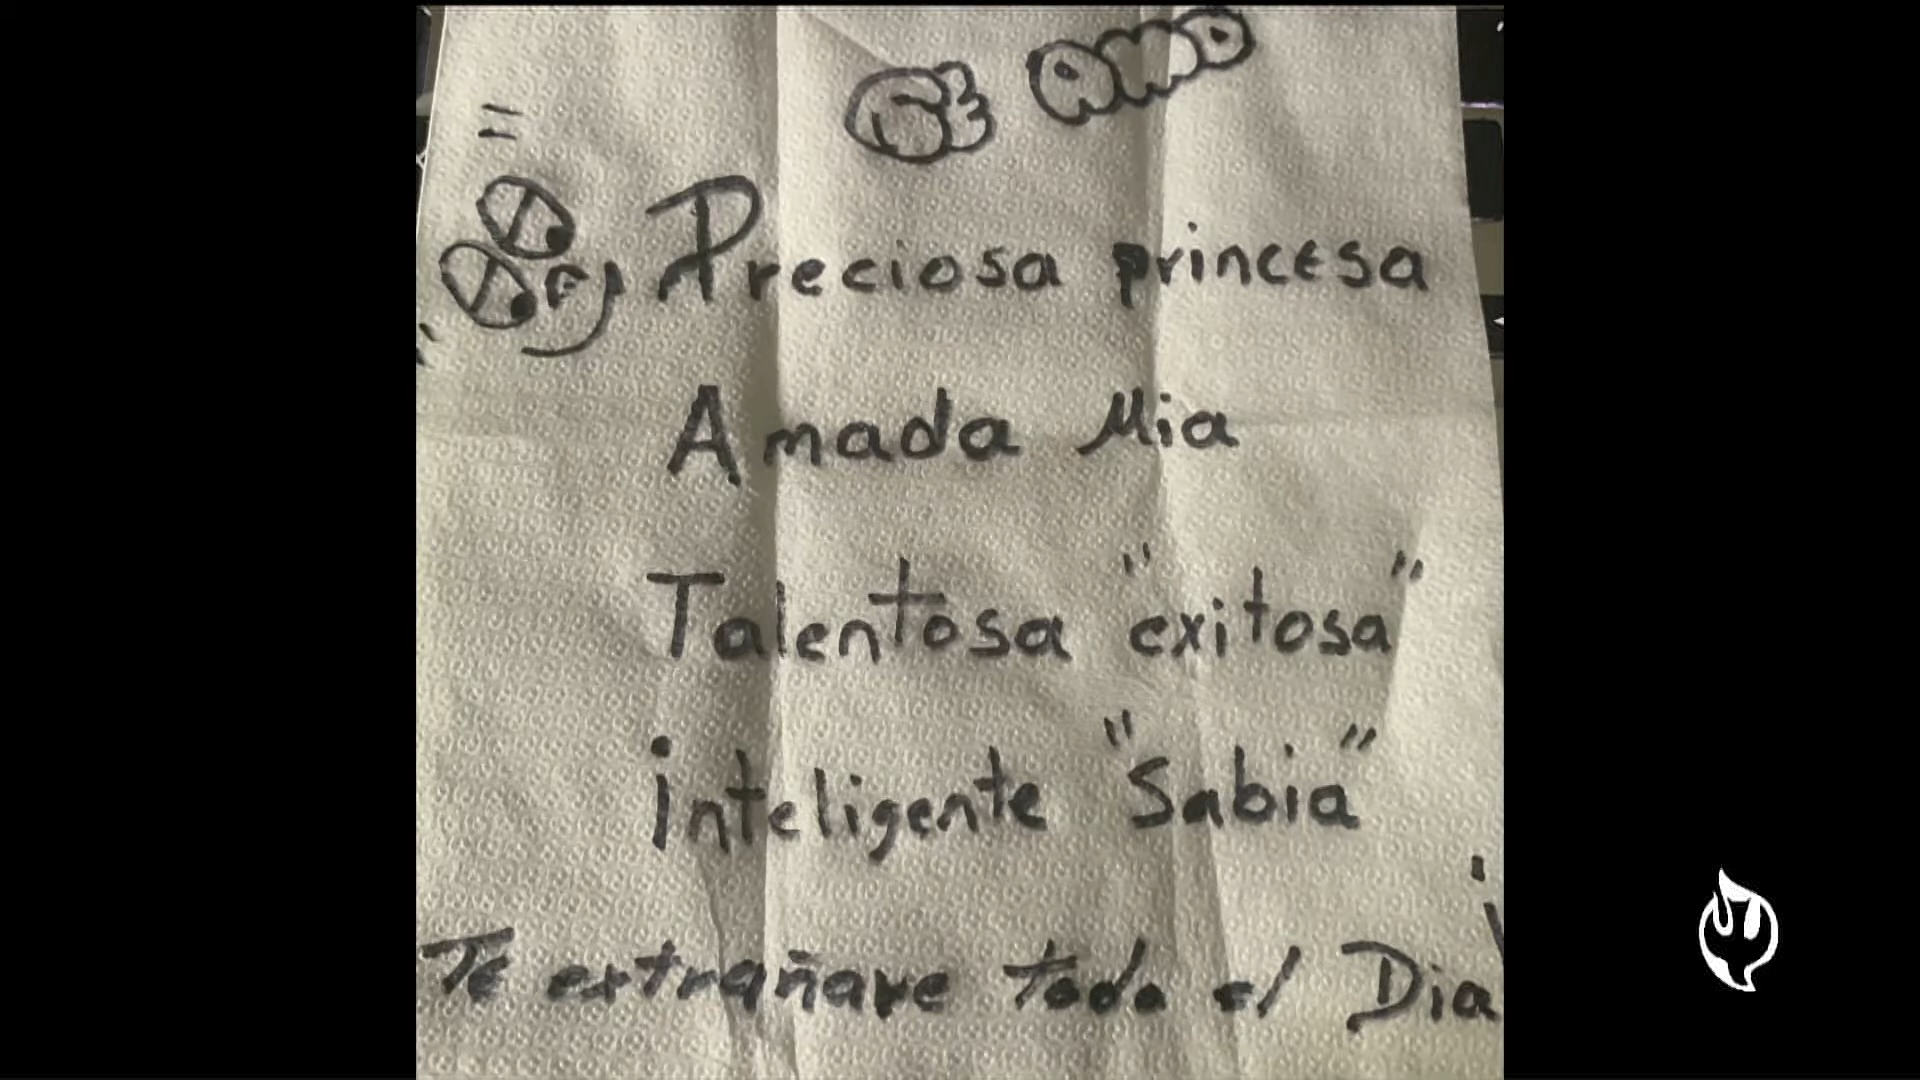 TE AMO
Preciosa princesa
Amada Mia
Talentosa "exitosa"
inteligente "Sabia"
Te extrañare todo el Dia